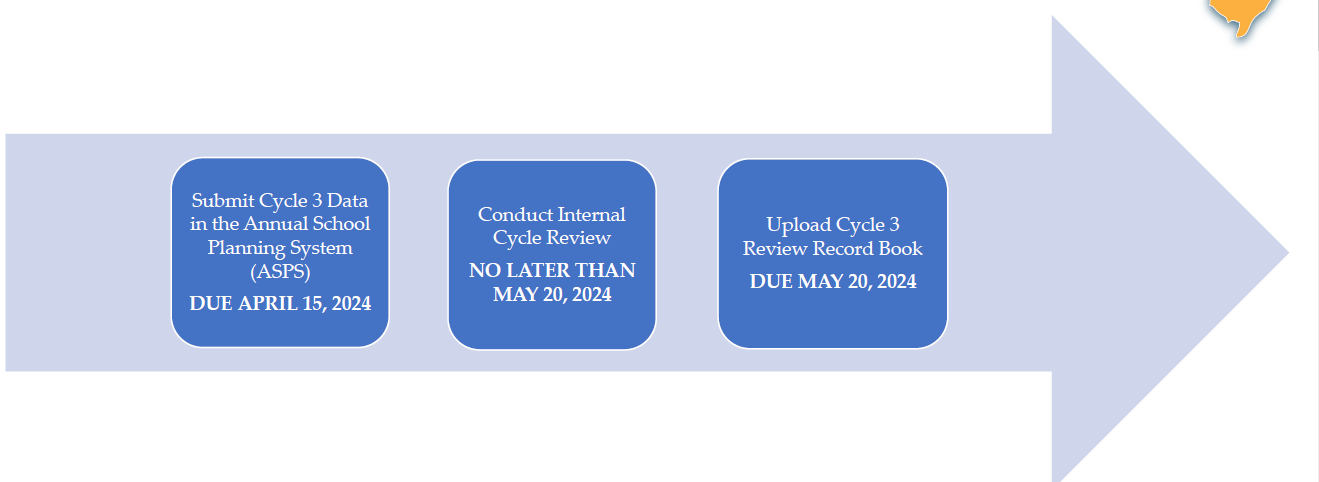 Submit Cycle 3 Data
in the Annual School
Planning System
(ASPS)
DUE APRIL 15, 2024
Conduct Internal
Cycle Review
NO LATER THAN
MAY 20, 2024
Upload Cycle 3
Review Record Book
DUE MAY 20, 2024